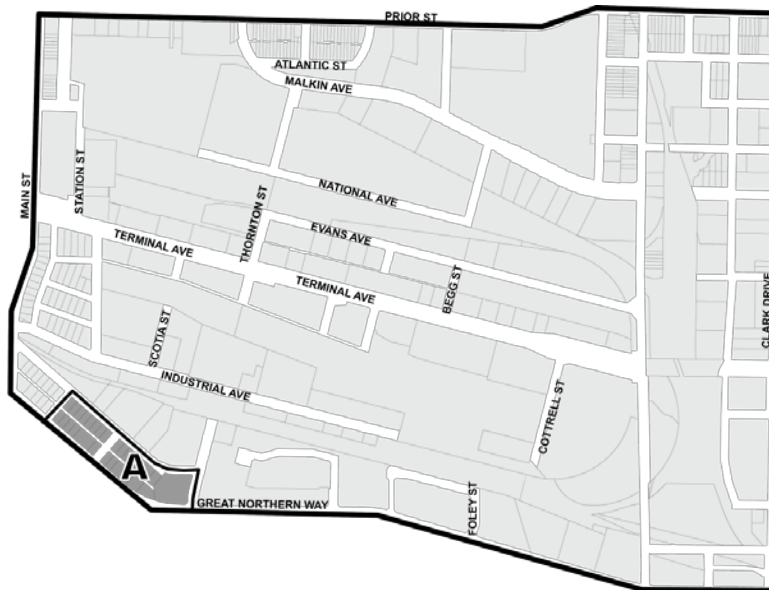 PRIOR ST
ATLANTIC ST
MALKIN AVE
MAIN ST
STATION ST
NATIONAL AVE
THORNTON ST
EVANS AVE
TERMINAL AVE
TERMINAL AVE
BEGG ST
CLARK DRIVE
SCOTIA ST
INDUSTRIAL AVE
COTTRELL ST
A
GREAT NORTHERN WAY
FOLEY ST